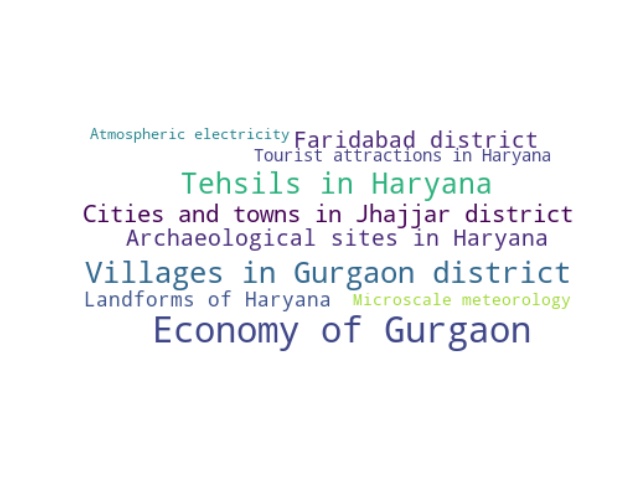 Atmospheric electricity
Faridabad district
Tourist attractions in Haryana
Tehsils in Haryana
Cities and towns in Jhajjar district
Archaeological sites in Haryana
Villages in Gurgaon district
Landforms of Haryana
Microscale meteorology
Economy of Gurgaon